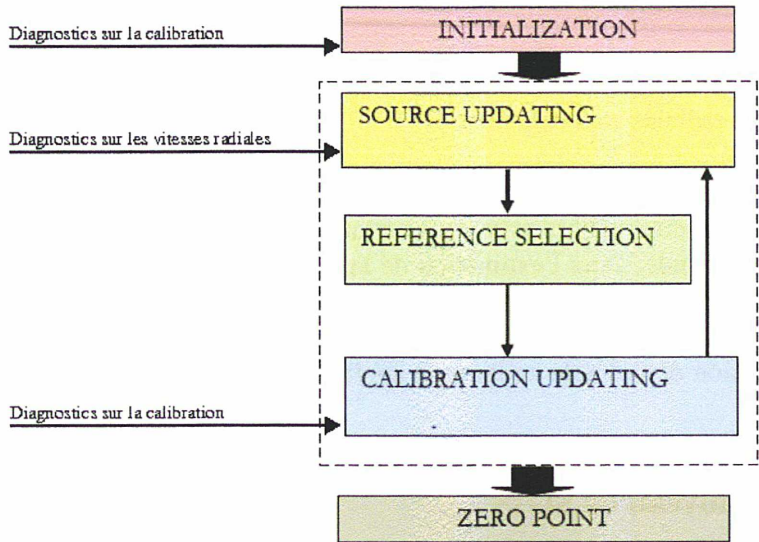 Diagnostics sur la calibration
INITIALIZATION
SOURCE UPDATING
Diagnostics sur les vitesses radiales
REFERENCE SELECTION
CALIBRATION UPDATING
Diagnostics sur la calibration
ZERO POINT